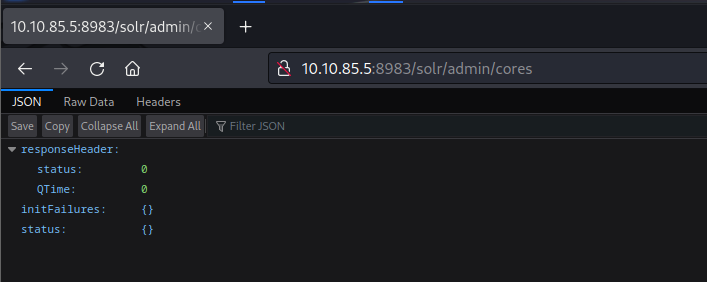 10.10.85.5:8983/solr/admin/c
10.10.85.5:8983/solr/admin/cores
JSON Raw Data Headers
Save Copy Collapse All Expand All Filter JSON
responseHeader:
status: 0
QTime: 0
initFailures: {}
status: {}